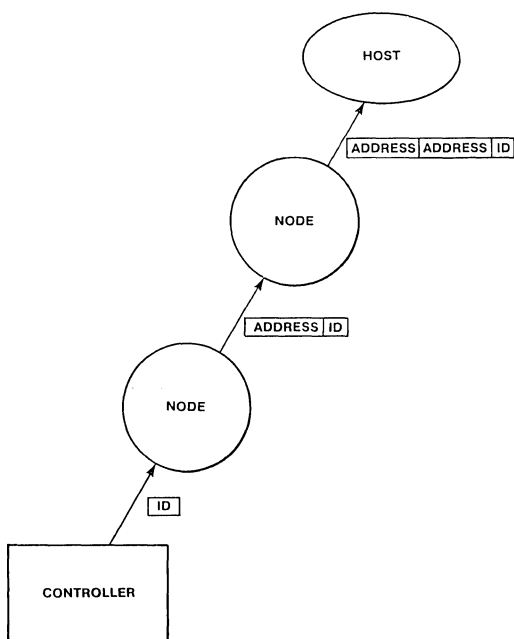 HOST
ADDRESS ADDRESS ID
NODE
ADDRESS ID
NODE
ID
CONTROLLER